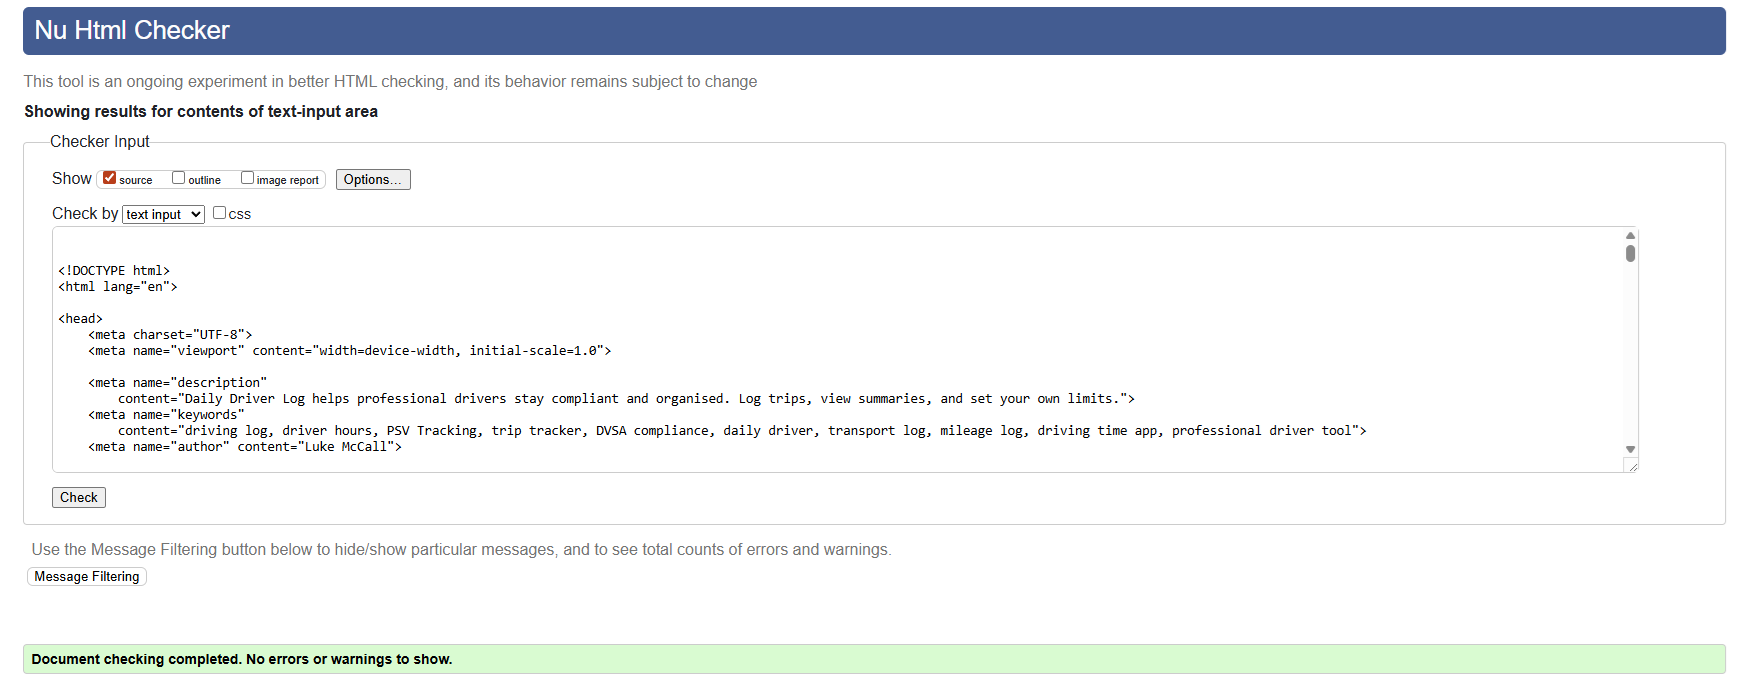 Nu Html Checker
This tool is an ongoing experiment in better HTML checking, and its behavior remains subject to change
Showing results for contents of text-input area
Checker Input
Show source outline image report Options...
Check by text input css
<!DOCTYPE html>
<html lang="en">
<head>
    <meta charset="UTF-8">
    <meta name="viewport" content="width=device-width, initial-scale=1.0">
    <meta name="description"
        content="Daily Driver Log helps professional drivers stay compliant and organised. Log trips, view summaries, and set your own limits.">
    <meta name="keywords"
        content="driving log, driver hours, PSV Tracking, trip tracker, DVSA compliance, daily driver, transport log, mileage log, driving time app, professional driver tool">
    <meta name="author" content="Luke McCall">
Check
Use the Message Filtering button below to hide/show particular messages, and to see total counts of errors and warnings.
Message Filtering
Document checking completed. No errors or warnings to show.